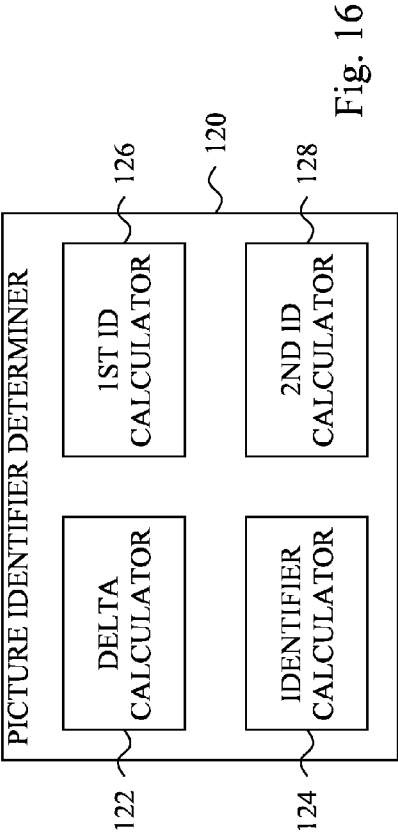 PICTURE IDENTIFIER DETERMINER
122
DELTA
CALCULATOR
1ST ID
CALCULATOR
126
120
124
IDENTIFIER
CALCULATOR
2ND ID
CALCULATOR
128
Fig. 16